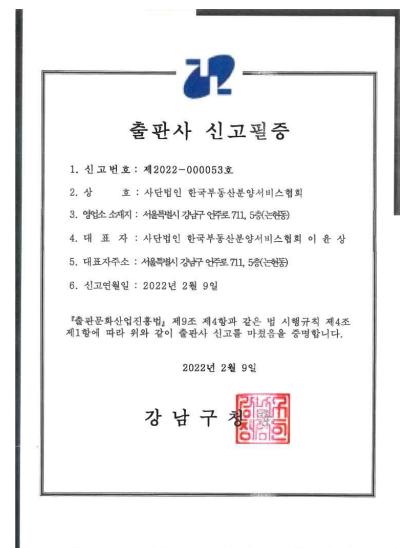 출판사 신고필증
1. 신고번호 : 제2022-000053호
2. 상 호 : 사단법인 한국부동산분양서비스협회
3. 영업소 소재지 : 서울특별시 강남구 언주로 711, 5층(논현동)
4. 대 표 자 : 사단법인 한국부동산분양서비스협회 이 윤 상
5. 대표자주소 : 서울특별시 강남구 언주로 711, 5층(논현동)
6. 신고연월일 : 2022년 2월 9일
『출판문화산업진흥법』 제9조 제4항과 같은 법 시행규칙 제4조
제1항에 따라 위와 같이 출판사 신고를 마쳤음을 증명합니다.
2022년 2월 9일
강 남 구 청